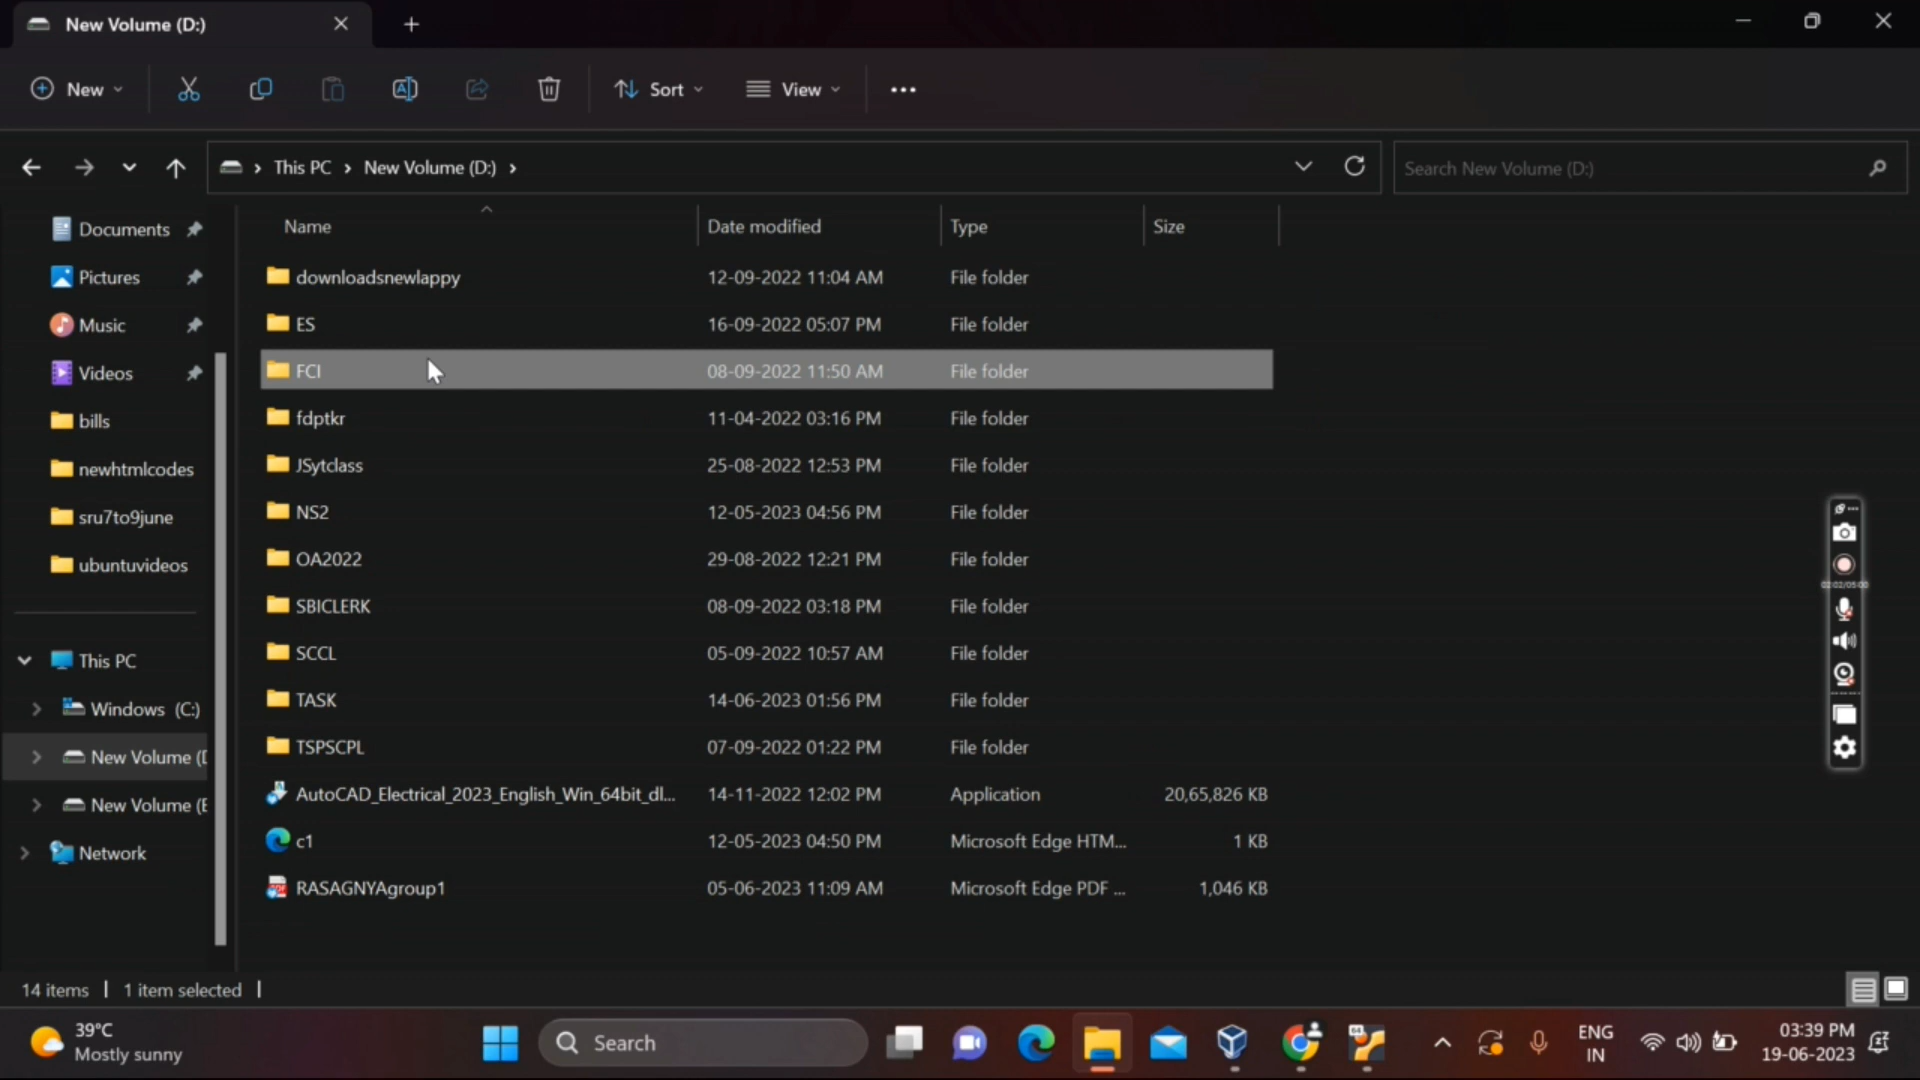 New Volume (D:)
New
Sort
View
This PC
New Volume (D:)
Search New Volume (D:)
Name
Date modified
Type
Size
Documents
Pictures
Music
Videos
bills
newhtmlcodes
sru7to9june
ubuntuvideos
This PC
Windows (C:)
New Volume (D
New Volume (E
Network
downloadsnewlappy 12-09-2022 11:04 AM File folder
ES 16-09-2022 05:07 PM File folder
FCI 08-09-2022 11:50 AM File folder
fdptkr 11-04-2022 03:16 PM File folder
JSytclass 25-08-2022 12:53 PM File folder
NS2 12-05-2023 04:56 PM File folder
OA2022 29-08-2022 12:21 PM File folder
SBICLERK 08-09-2022 03:18 PM File folder
SCCL 05-09-2022 10:57 AM File folder
TASK 14-06-2023 01:56 PM File folder
TSPSCPL 07-09-2022 01:22 PM File folder
AutoCAD_Electrical_2023_English_Win_64bit_dl... 14-11-2022 12:02 PM Application 20,65,826 KB
c1 12-05-2023 04:50 PM Microsoft Edge HTM... 1 KB
RASAGNYAgroup1 05-06-2023 11:09 AM Microsoft Edge PDF ... 1,046 KB
14 items
1 item selected
39°C
Mostly sunny
Search
ENG
IN
03:39 PM
19-06-2023